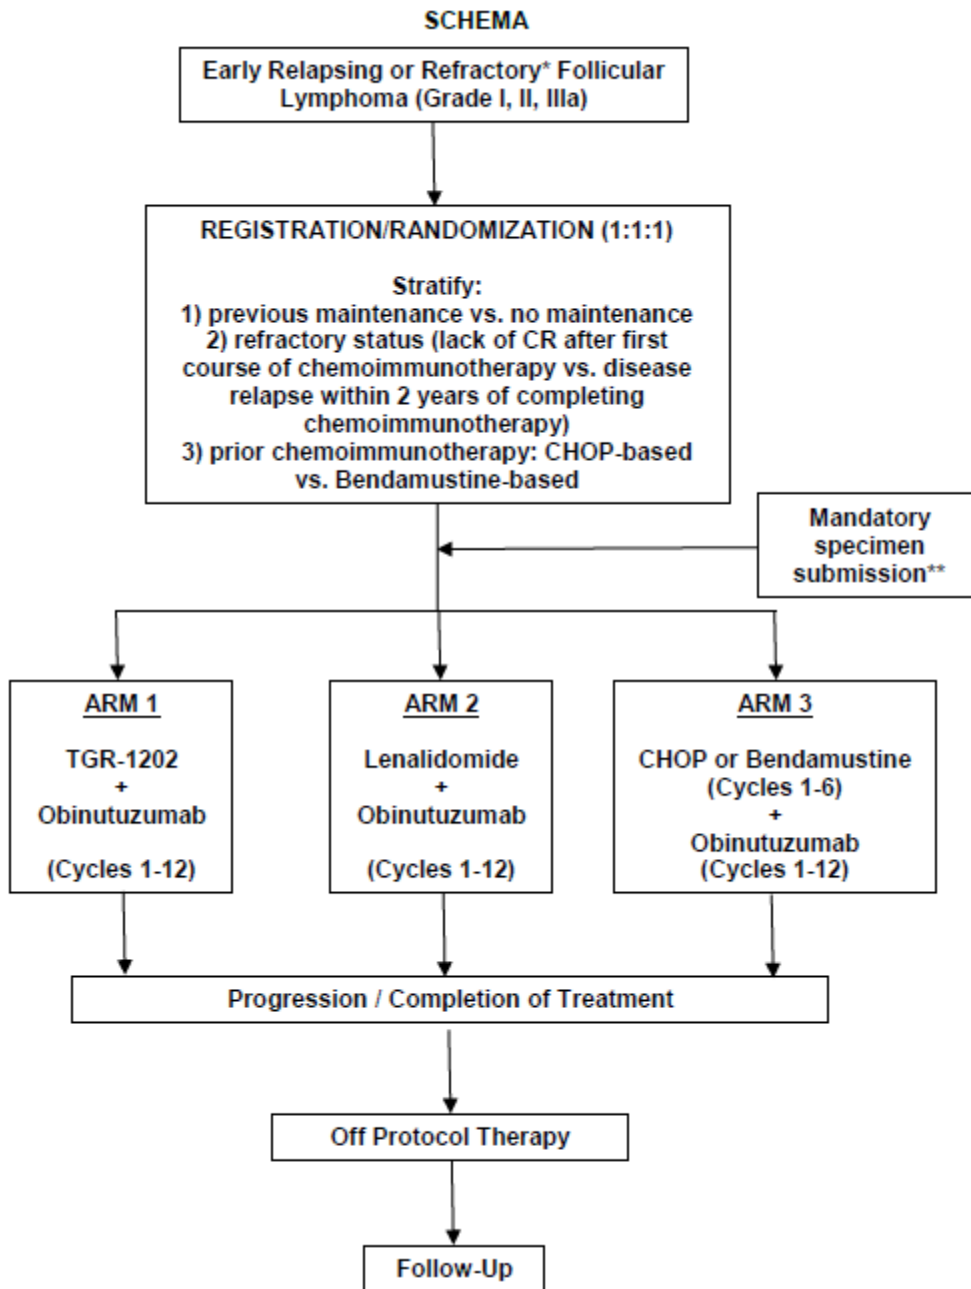 SCHEMA
Early Relapsing or Refractory* Follicular
Lymphoma (Grade I, II, IIIa)
REGISTRATION/RANDOMIZATION (1:1:1)
Stratify:
1) previous maintenance vs. no maintenance
2) refractory status (lack of CR after first
course of chemoimmunotherapy vs. disease
relapse within 2 years of completing
chemoimmunotherapy)
3) prior chemoimmunotherapy: CHOP-based
vs. Bendamustine-based
Mandatory
specimen
submission**
ARM 1
TGR-1202
+
Obinutuzumab
(Cycles 1-12)
ARM 2
Lenalidomide
+
Obinutuzumab
(Cycles 1-12)
ARM 3
CHOP or Bendamustine
(Cycles 1-6)
+
Obinutuzumab
(Cycles 1-12)
Progression / Completion of Treatment
Off Protocol Therapy
Follow-Up